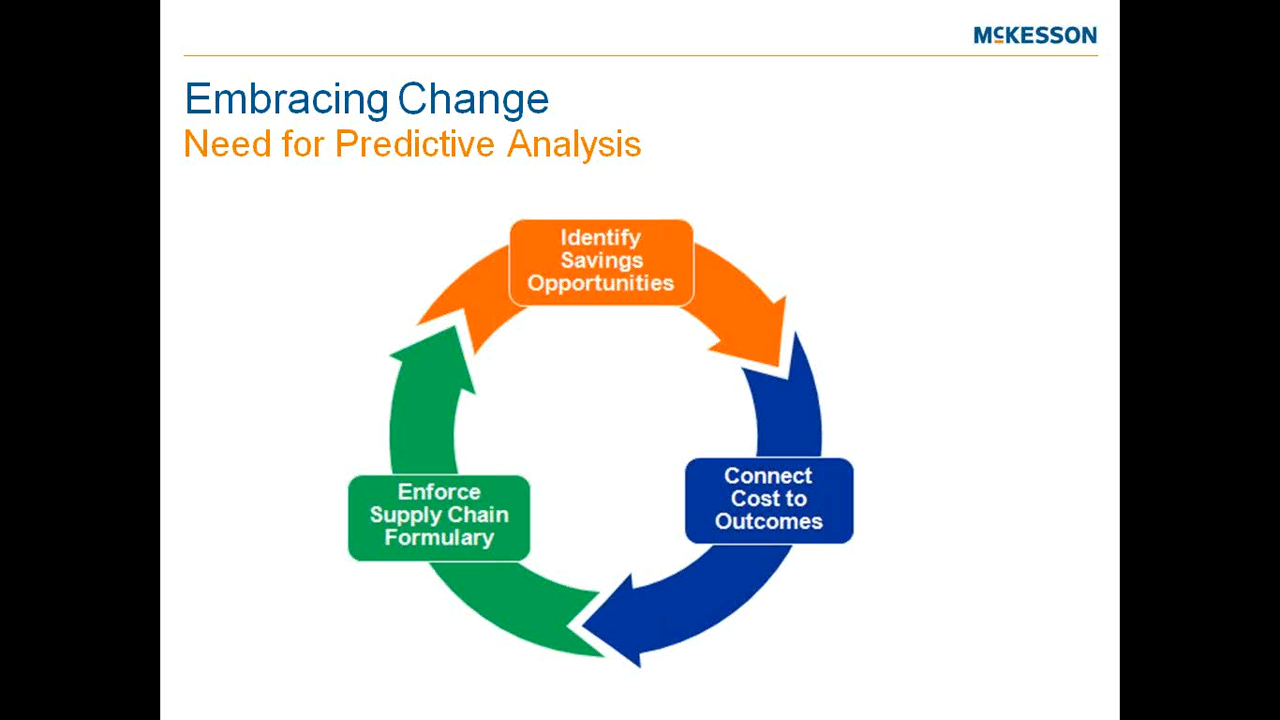 McKESSON
Embracing Change
Need for Predictive Analysis
Identify
Savings
Opportunities
Connect
Cost to
Outcomes
Enforce
Supply Chain
Formulary